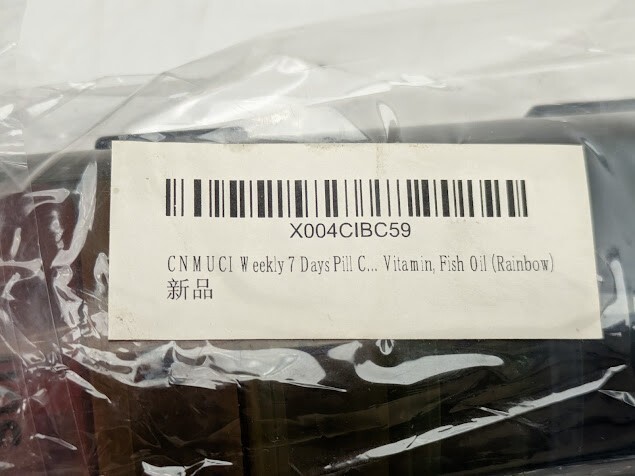 X004CIBC59
CNMUCI Weekly 7 Days Pill C... Vitamin, Fish Oil (Rainbow)
新品